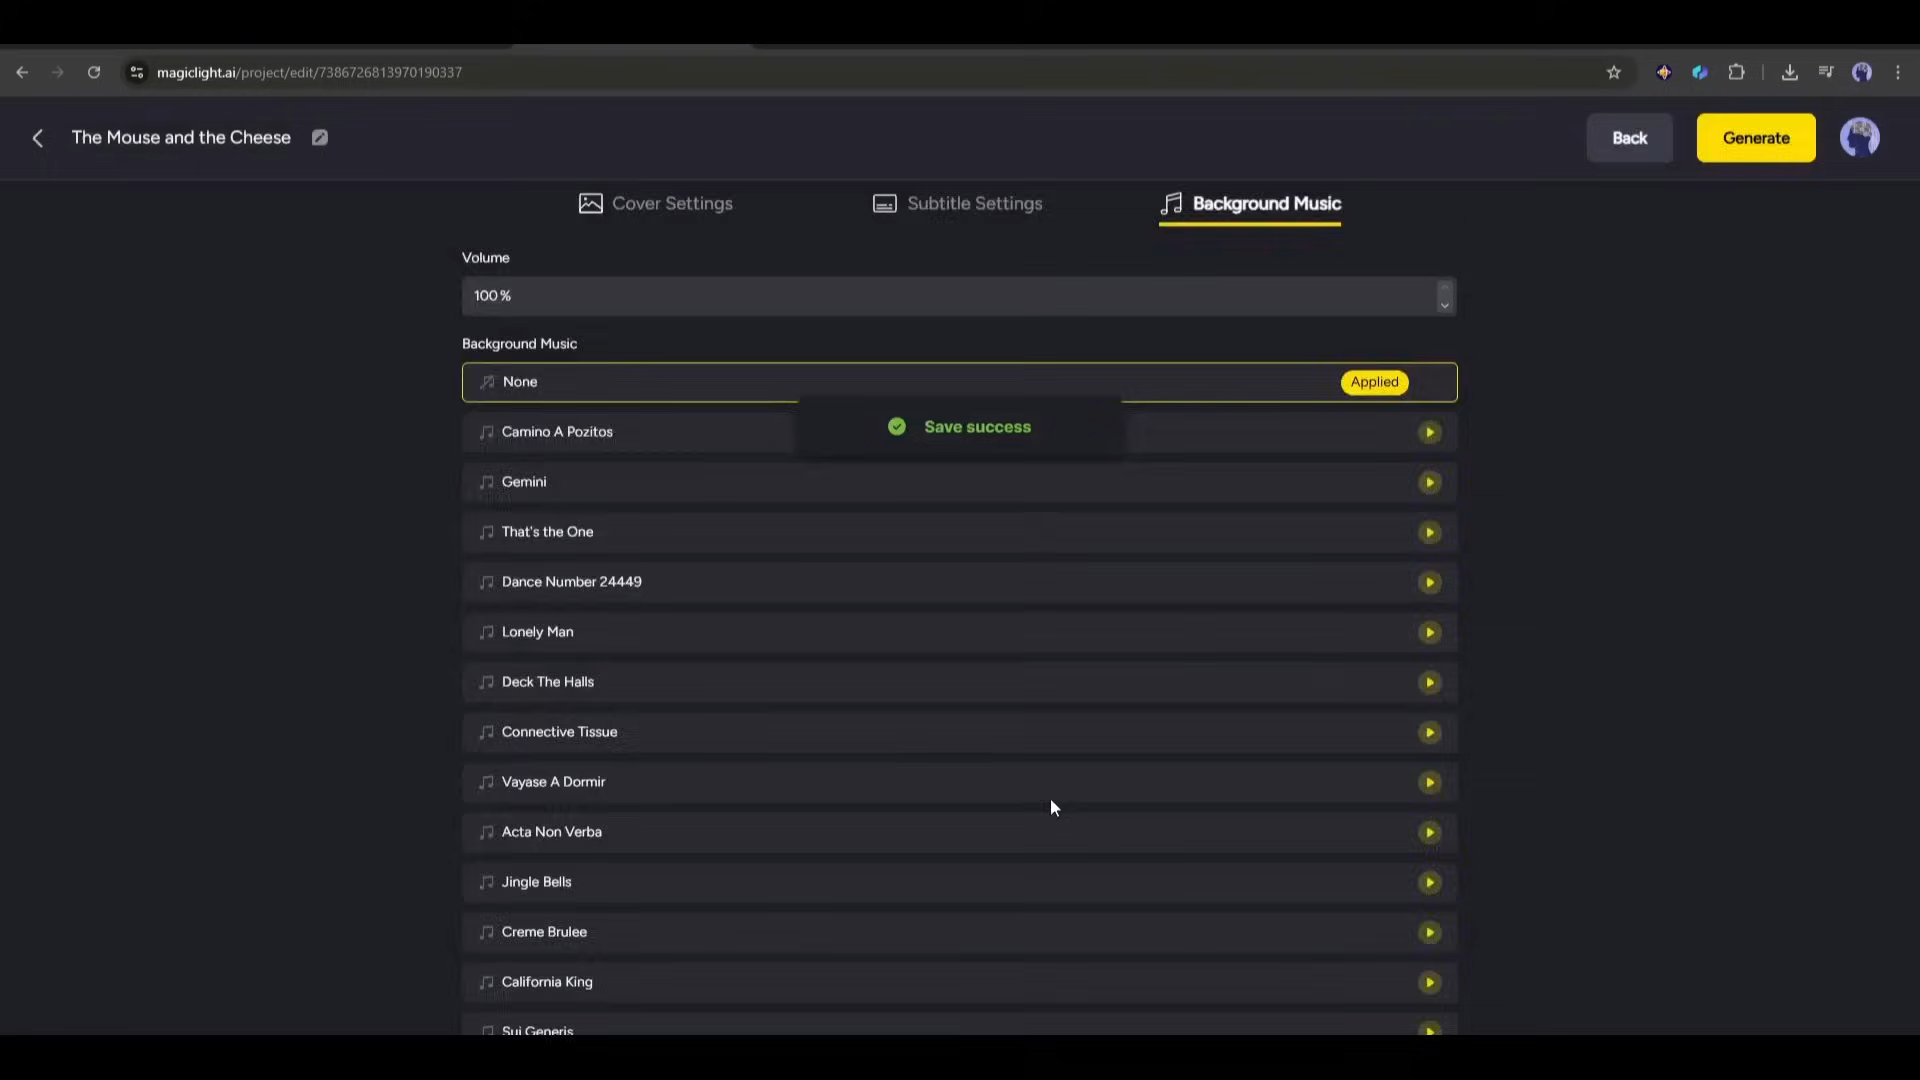 magiclight.ai/project/edit/7386726813970190337
The Mouse and the Cheese
Back
Generate
Cover Settings
Subtitle Settings
Background Music
Volume
100 %
Background Music
None
Applied
Camino A Pozitos
Save success
Gemini
That's the One
Dance Number 24449
Lonely Man
Deck The Halls
Connective Tissue
Vayase A Dormir
Acta Non Verba
Jingle Bells
Creme Brulee
California King
Sui Generis